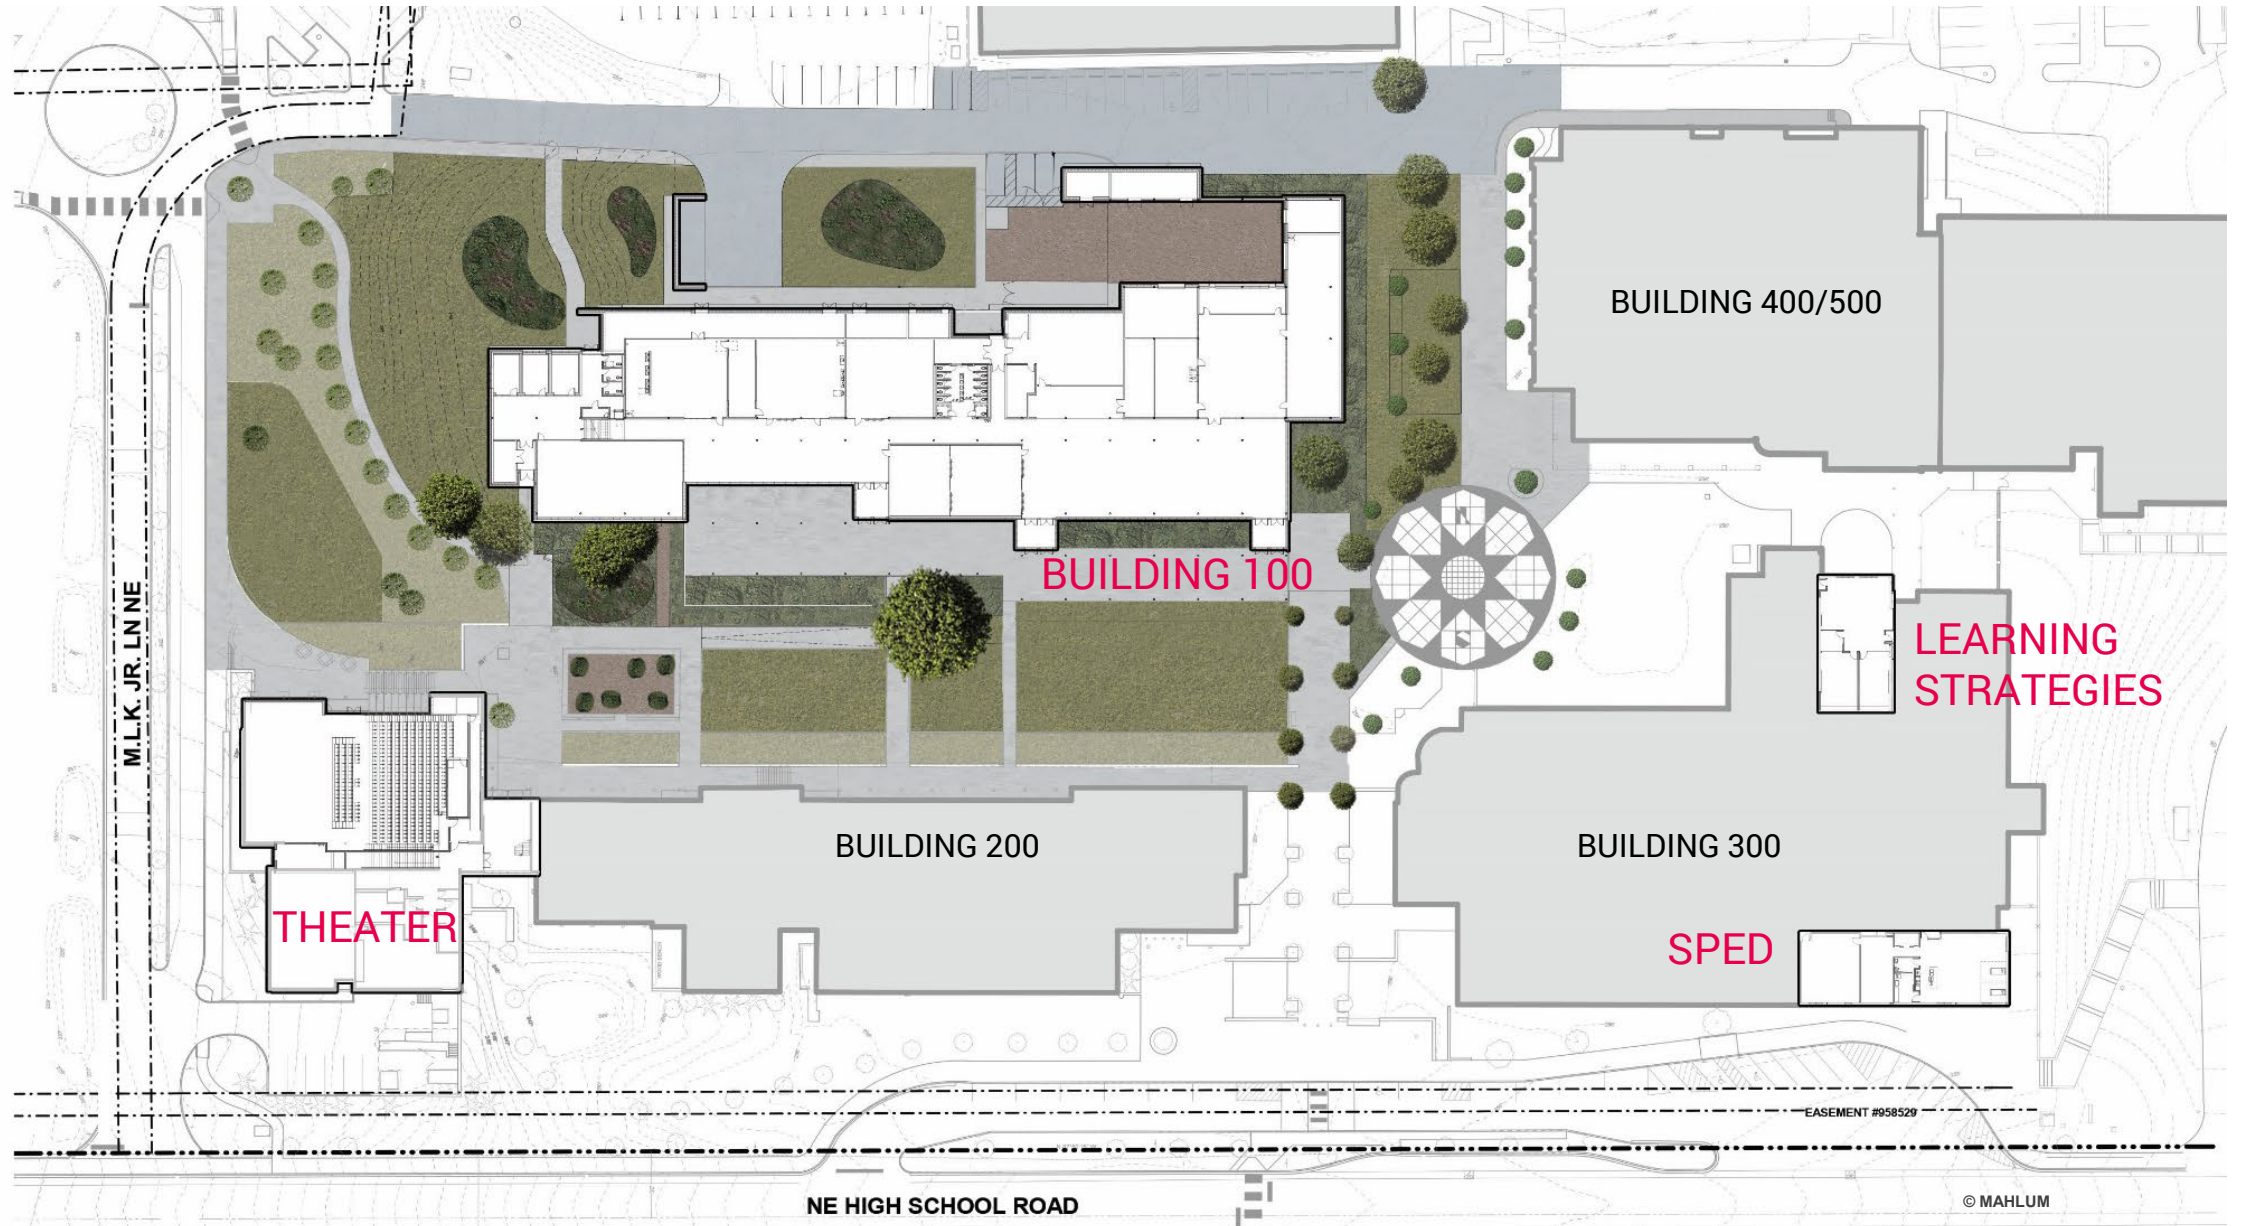 BUILDING 400/500
N
BUILDING 100
M.L.K. JR. LN NE
S
LEARNING
STRATEGIES
BUILDING 200
BUILDING 300
THEATER
SPED
EASEMENT #958529
NE HIGH SCHOOL ROAD
© MAHLUM